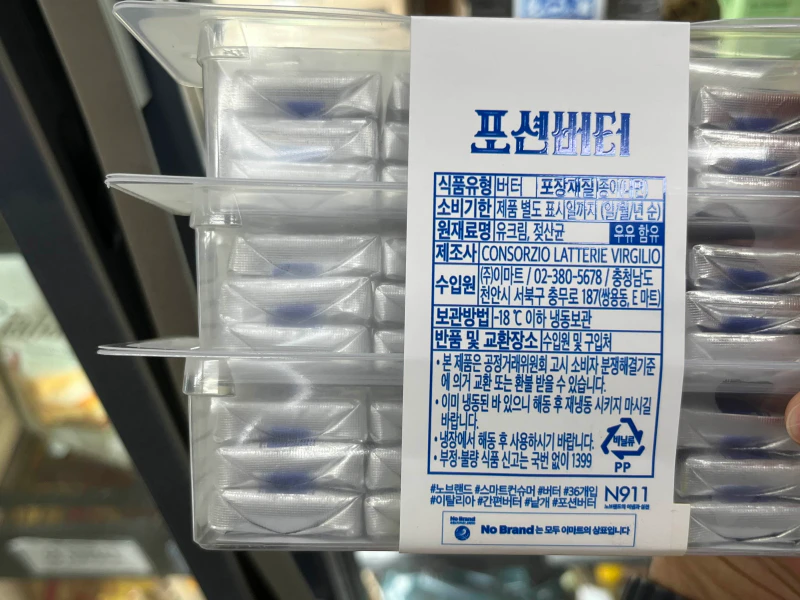 포션버터
식품유형 버터 포장재질 종이(낱면)
소비기한 제품 별도 표시일까지 (일/월/년 순)
원재료명 유크림, 젖산균 우유 함유
제조사 CONSORZIO LATTERIE VIRGILIO
수입원 (주)이마트 / 02-380-5678 / 충청남도
천안시 서북구 충무로 187(쌍용동, E 마트)
보관방법 -18 ℃ 이하 냉동보관
반품 및 교환장소 수입원 및 구입처
• 본 제품은 공정거래위원회 고시 소비자 분쟁해결기준
에 의거 교환 또는 환불 받을 수 있습니다.
• 이미 냉동된 바 있으니 해동 후 재냉동 시키지 마시길
바랍니다.
• 냉장에서 해동 후 사용하시기 바랍니다.
• 부정·불량 식품 신고는 국번 없이 1399
비닐류
PP
#노브랜드 #스마트컨슈머 #버터 #36개입
#이탈리아 #간편버터 #낱개 #포션버터
N911
No Brand
No Brand 는 모두 이마트의 상표입니다